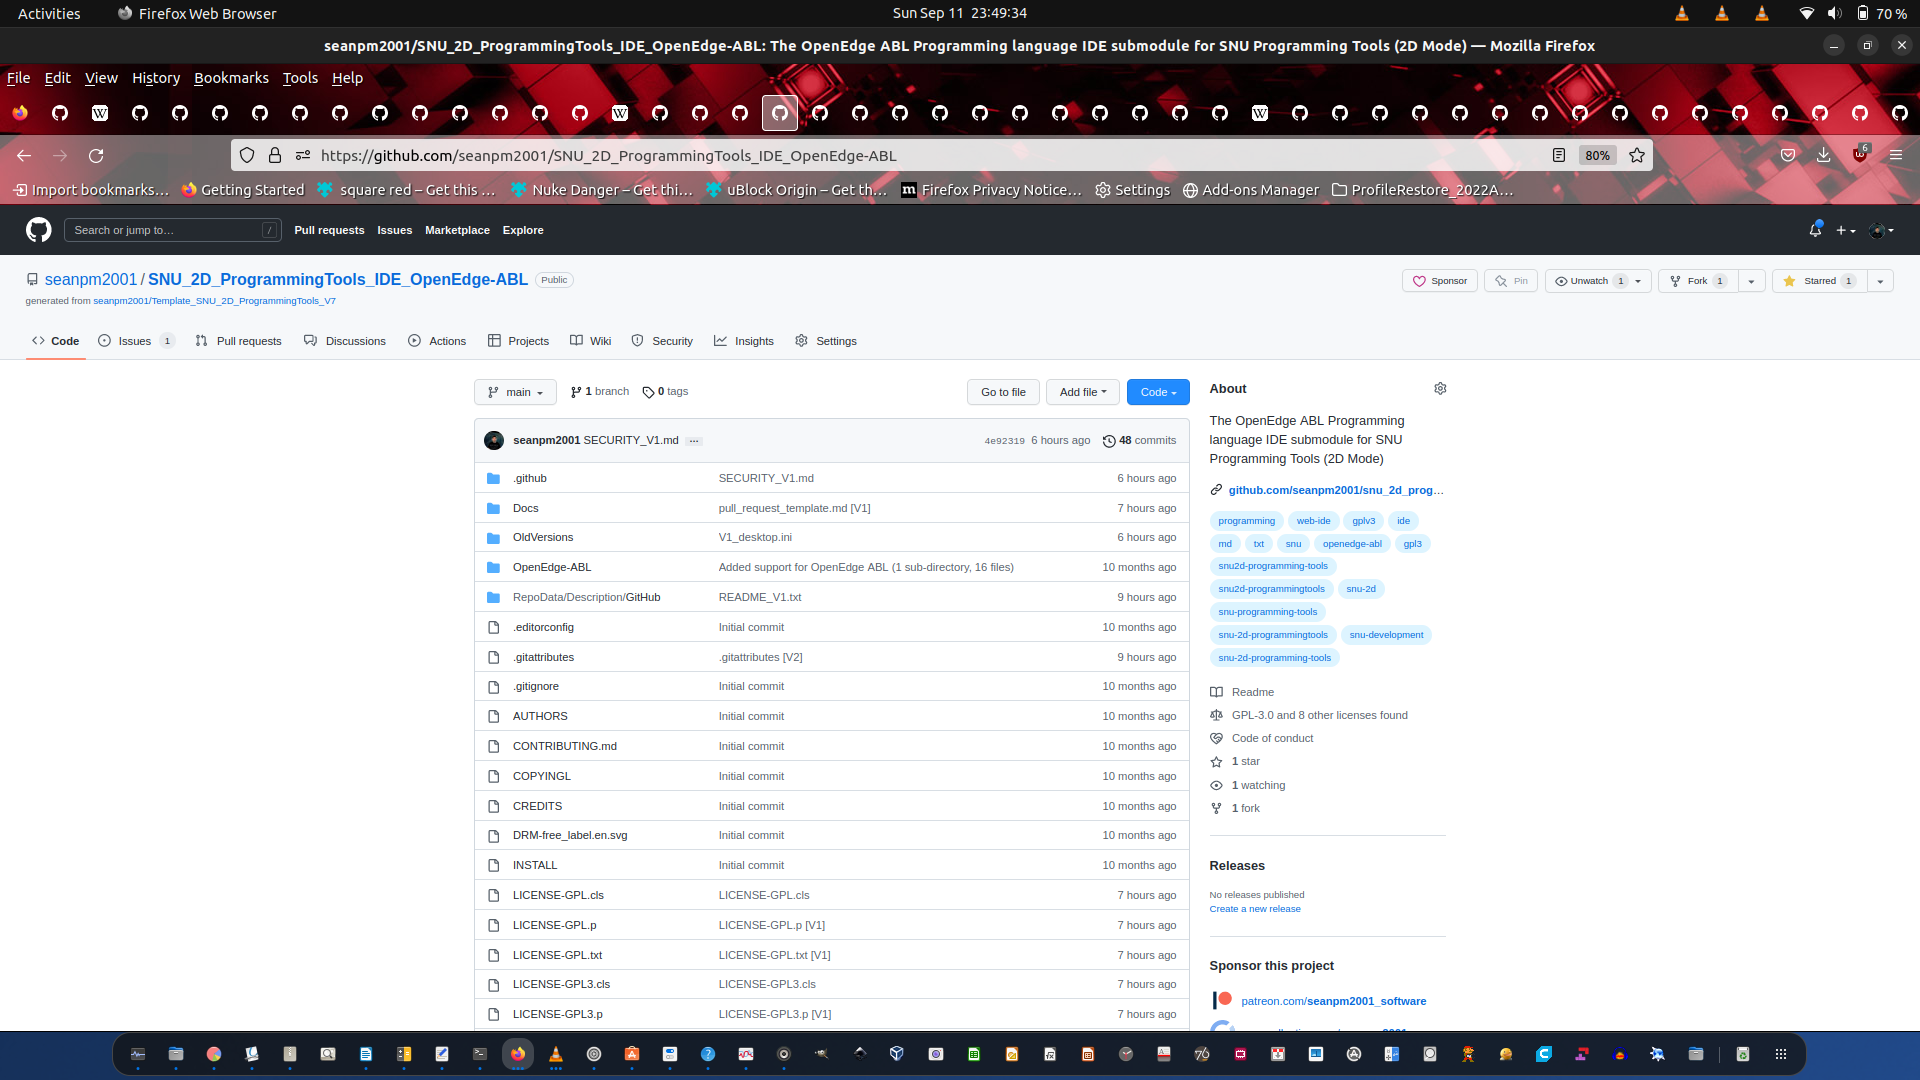 Activities Firefox Web Browser Sun Sep 11 23:49:34 70 %
seanpm2001/SNU_2D_ProgrammingTools_IDE_OpenEdge-ABL: The OpenEdge ABL Programming language IDE submodule for SNU Programming Tools (2D Mode) — Mozilla Firefox
File Edit View History Bookmarks Tools Help
https://github.com/seanpm2001/SNU_2D_ProgrammingTools_IDE_OpenEdge-ABL 80% 6
Import bookmarks… Getting Started square red – Get this … Nuke Danger – Get thi… uBlock Origin – Get th… Firefox Privacy Notice… Settings Add-ons Manager ProfileRestore_2022A…
Search or jump to… / Pull requests Issues Marketplace Explore
seanpm2001 / SNU_2D_ProgrammingTools_IDE_OpenEdge-ABL Public Sponsor Pin Unwatch 1 Fork 1 Starred 1
generated from seanpm2001/Template_SNU_2D_ProgrammingTools_V7
Code Issues 1 Pull requests Discussions Actions Projects Wiki Security Insights Settings
main 1 branch 0 tags Go to file Add file Code
seanpm2001 SECURITY_V1.md … 4e92319 6 hours ago 48 commits
.github SECURITY_V1.md 6 hours ago
Docs pull_request_template.md [V1] 7 hours ago
OldVersions V1_desktop.ini 6 hours ago
OpenEdge-ABL Added support for OpenEdge ABL (1 sub-directory, 16 files) 10 months ago
RepoData/Description/GitHub README_V1.txt 9 hours ago
.editorconfig Initial commit 10 months ago
.gitattributes .gitattributes [V2] 9 hours ago
.gitignore Initial commit 10 months ago
AUTHORS Initial commit 10 months ago
CONTRIBUTING.md Initial commit 10 months ago
COPYINGL Initial commit 10 months ago
CREDITS Initial commit 10 months ago
DRM-free_label.en.svg Initial commit 10 months ago
INSTALL Initial commit 10 months ago
LICENSE-GPL.cls LICENSE-GPL.cls 7 hours ago
LICENSE-GPL.p LICENSE-GPL.p [V1] 7 hours ago
LICENSE-GPL.txt LICENSE-GPL.txt [V1] 7 hours ago
LICENSE-GPL3.cls LICENSE-GPL3.cls 7 hours ago
LICENSE-GPL3.p LICENSE-GPL3.p [V1] 7 hours ago
About
The OpenEdge ABL Programming
language IDE submodule for SNU
Programming Tools (2D Mode)
github.com/seanpm2001/snu_2d_prog…
programming web-ide gplv3 ide
md txt snu openedge-abl gpl3
snu2d-programming-tools
snu2d-programmingtools snu-2d
snu-programming-tools
snu-2d-programmingtools snu-development
snu-2d-programming-tools
Readme
GPL-3.0 and 8 other licenses found
Code of conduct
1 star
1 watching
1 fork
Releases
No releases published
Create a new release
Sponsor this project
patreon.com/seanpm2001_software